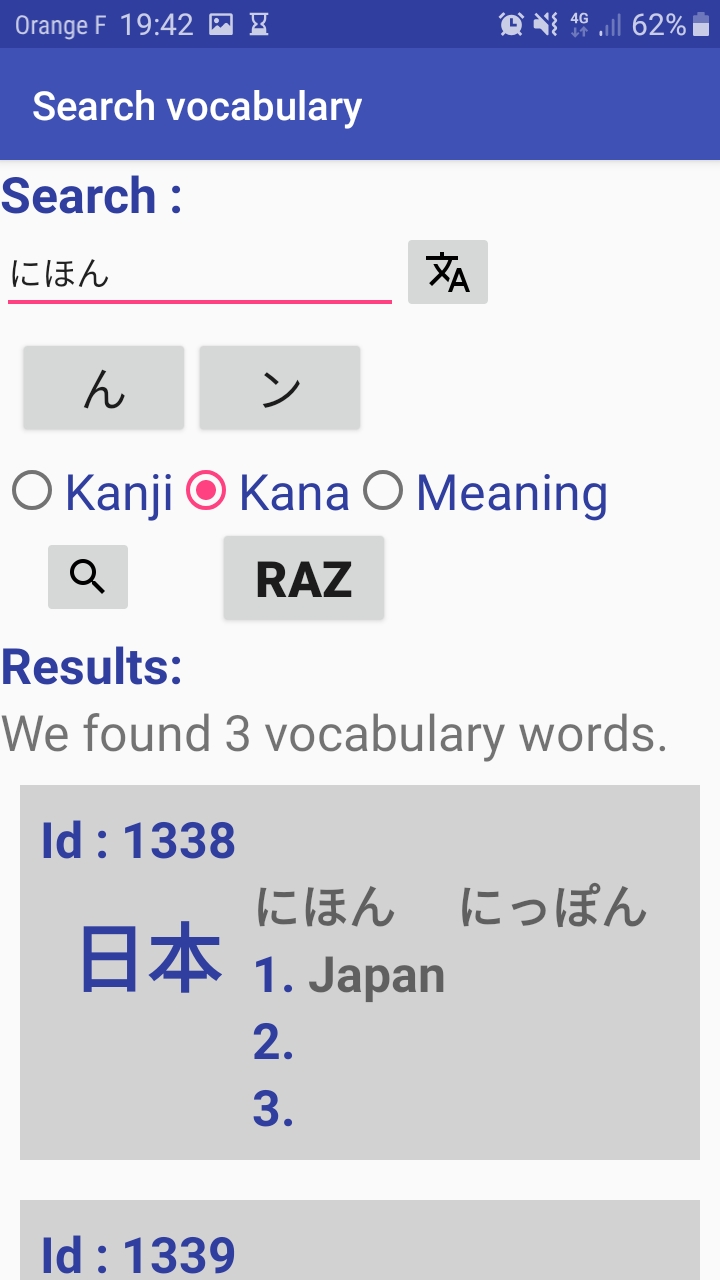 Orange F 19:42 4G 62%
Search vocabulary
Search :
にほん 文A
ん ン
Kanji Kana Meaning
RAZ
Results:
We found 3 vocabulary words.
Id : 1338
にほん にっぽん
日本
1. Japan
2.
3.
Id : 1339